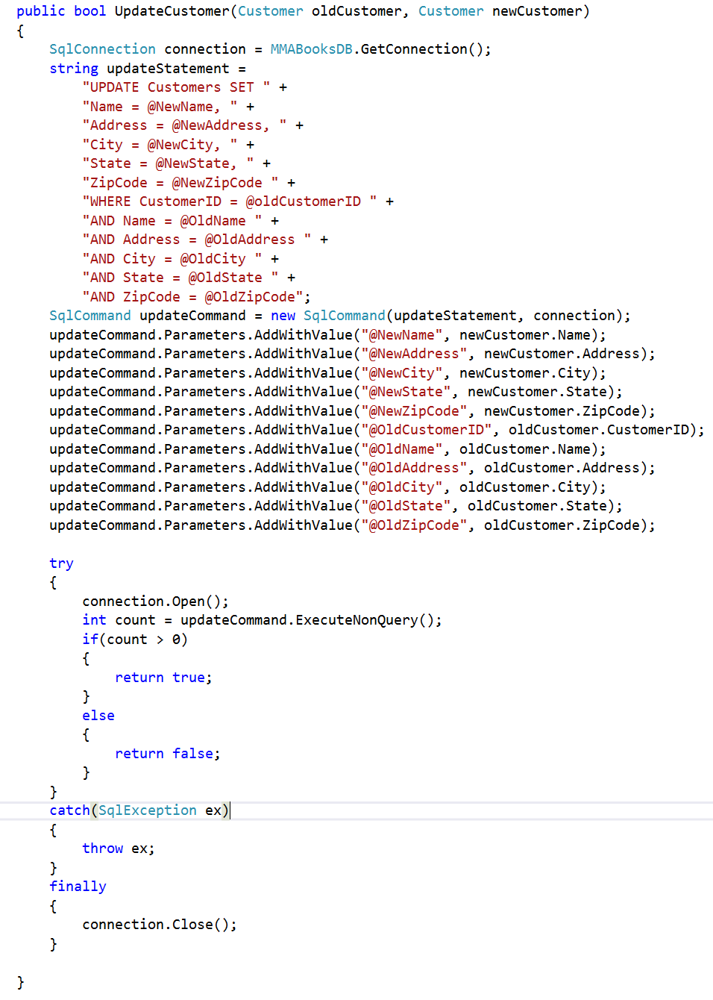 public bool UpdateCustomer(Customer oldCustomer, Customer newCustomer)
{
    SqlConnection connection = MMABooksDB.GetConnection();
    string updateStatement =
        "UPDATE Customers SET " +
        "Name = @NewName, " +
        "Address = @NewAddress, " +
        "City = @NewCity, " +
        "State = @NewState, " +
        "ZipCode = @NewZipCode " +
        "WHERE CustomerID = @oldCustomerID " +
        "AND Name = @OldName " +
        "AND Address = @OldAddress " +
        "AND City = @OldCity " +
        "AND State = @OldState " +
        "AND ZipCode = @OldZipCode";
    SqlCommand updateCommand = new SqlCommand(updateStatement, connection);
    updateCommand.Parameters.AddWithValue("@NewName", newCustomer.Name);
    updateCommand.Parameters.AddWithValue("@NewAddress", newCustomer.Address);
    updateCommand.Parameters.AddWithValue("@NewCity", newCustomer.City);
    updateCommand.Parameters.AddWithValue("@NewState", newCustomer.State);
    updateCommand.Parameters.AddWithValue("@NewZipCode", newCustomer.ZipCode);
    updateCommand.Parameters.AddWithValue("@OldCustomerID", oldCustomer.CustomerID);
    updateCommand.Parameters.AddWithValue("@OldName", oldCustomer.Name);
    updateCommand.Parameters.AddWithValue("@OldAddress", oldCustomer.Address);
    updateCommand.Parameters.AddWithValue("@OldCity", oldCustomer.City);
    updateCommand.Parameters.AddWithValue("@OldState", oldCustomer.State);
    updateCommand.Parameters.AddWithValue("@OldZipCode", oldCustomer.ZipCode);

    try
    {
        connection.Open();
        int count = updateCommand.ExecuteNonQuery();
        if(count > 0)
        {
            return true;
        }
        else
        {
            return false;
        }
    }
    catch(SqlException ex)
    {
        throw ex;
    }
    finally
    {
        connection.Close();
    }

}